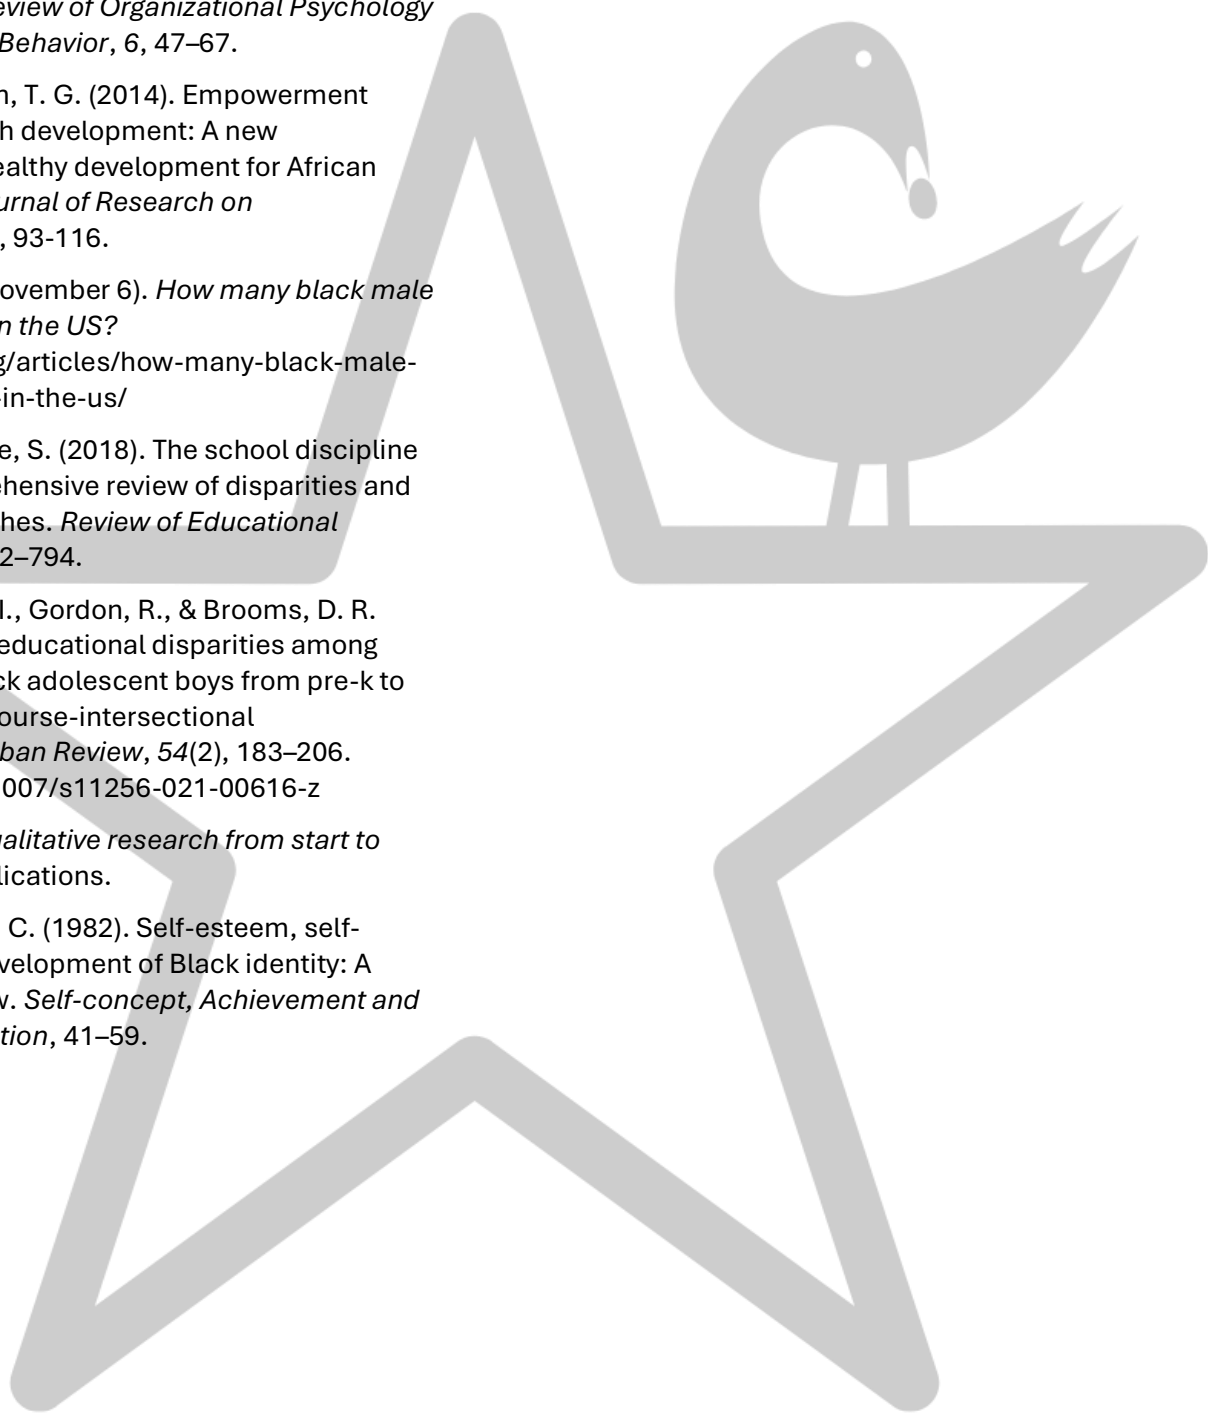 eview of Organizational Psychology
Behavior, 6, 47–67.
n, T. G. (2014). Empowerment
h development: A new
ealthy development for African
urnal of Research on
, 93-116.
ovember 6). How many black male
n the US?
g/articles/how-many-black-male-
-in-the-us/
e, S. (2018). The school discipline
ehensive review of disparities and
hes. Review of Educational
2–794.
I., Gordon, R., & Brooms, D. R.
educational disparities among
ck adolescent boys from pre-k to
ourse-intersectional
ban Review, 54(2), 183–206.
007/s11256-021-00616-z
ualitative research from start to
lications.
C. (1982). Self-esteem, self-
velopment of Black identity: A
w. Self-concept, Achievement and
tion, 41–59.